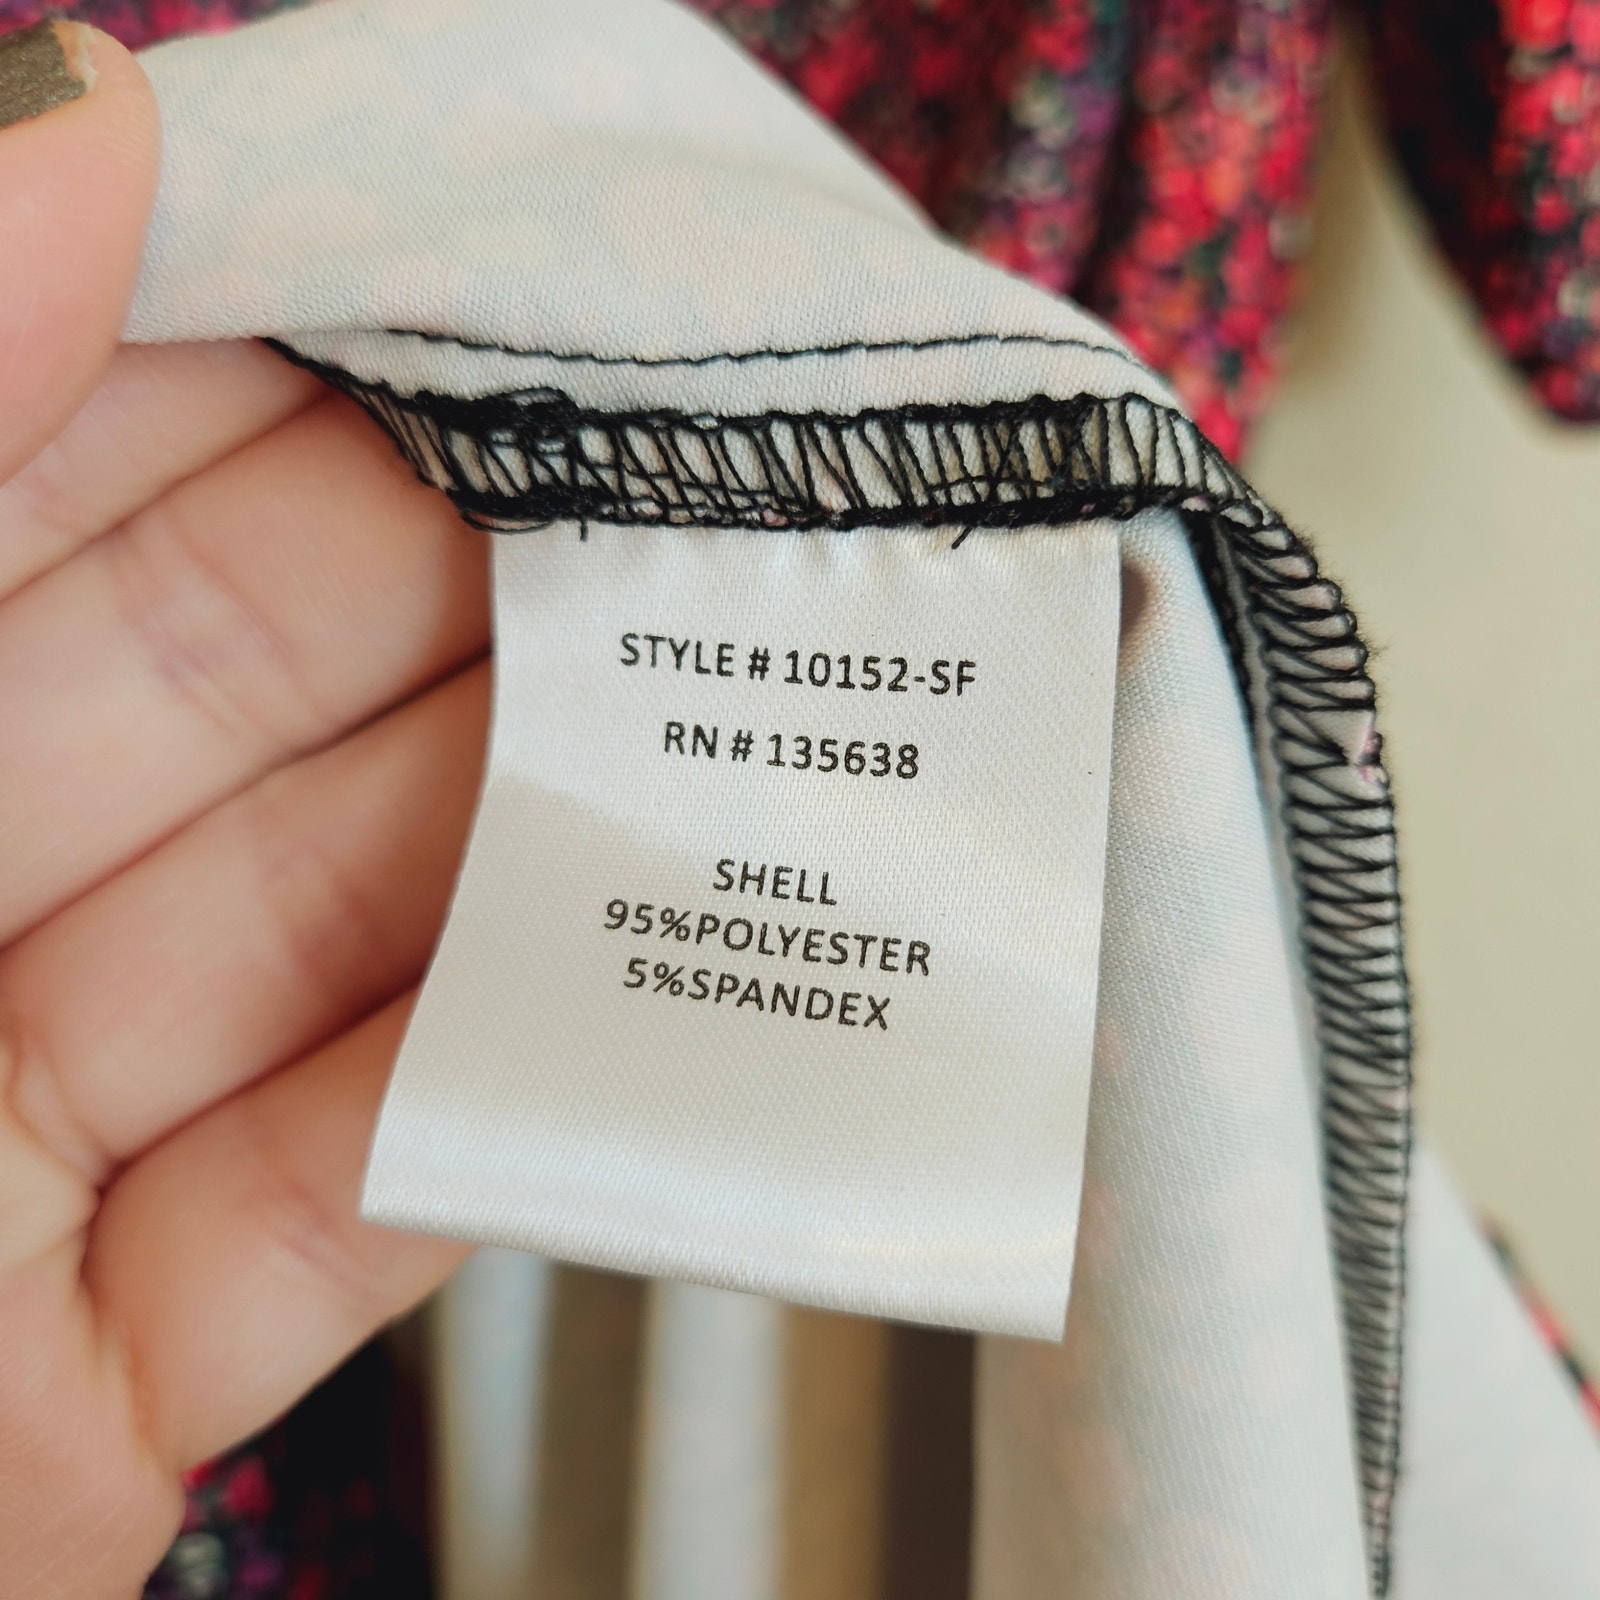 STYLE # 10152-SF
RN # 135638
SHELL
95%POLYESTER
5%SPANDEX